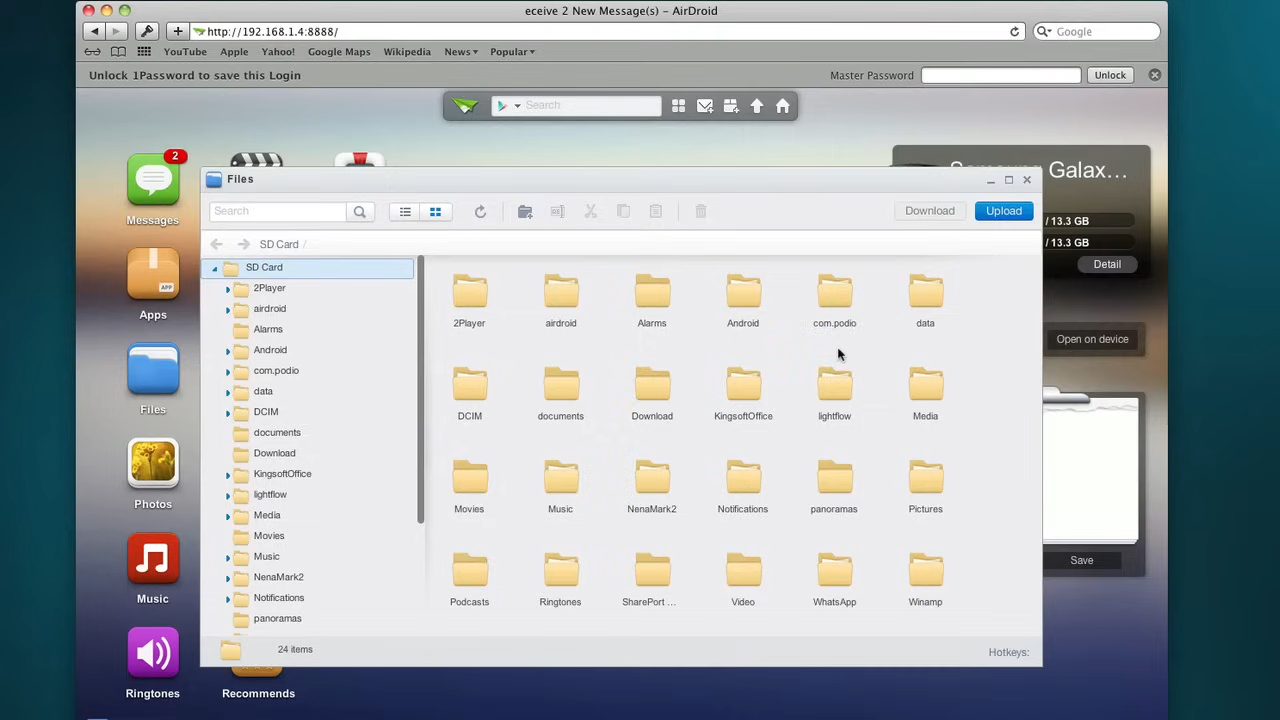 eceive 2 New Message(s) - AirDroid
http://192.168.1.4:8888/
Google
YouTube Apple Yahoo! Google Maps Wikipedia News Popular
Unlock 1Password to save this Login
Master Password
Unlock
Search
2
Messages
Apps
APP
Files
Photos
Music
Ringtones
Recommends
Files
Search
Download
Upload
SD Card /
SD Card
2Player
airdroid
Alarms
Android
com.podio
data
DCIM
documents
Download
KingsoftOffice
lightflow
Media
Movies
Music
NenaMark2
Notifications
panoramas
2Player airdroid Alarms Android com.podio data
DCIM documents Download KingsoftOffice lightflow Media
Movies Music NenaMark2 Notifications panoramas Pictures
Podcasts Ringtones SharePort ... Video WhatsApp Winamp
24 items
Hotkeys:
Samsung Galax...
/ 13.3 GB
/ 13.3 GB
Detail
Open on device
Save